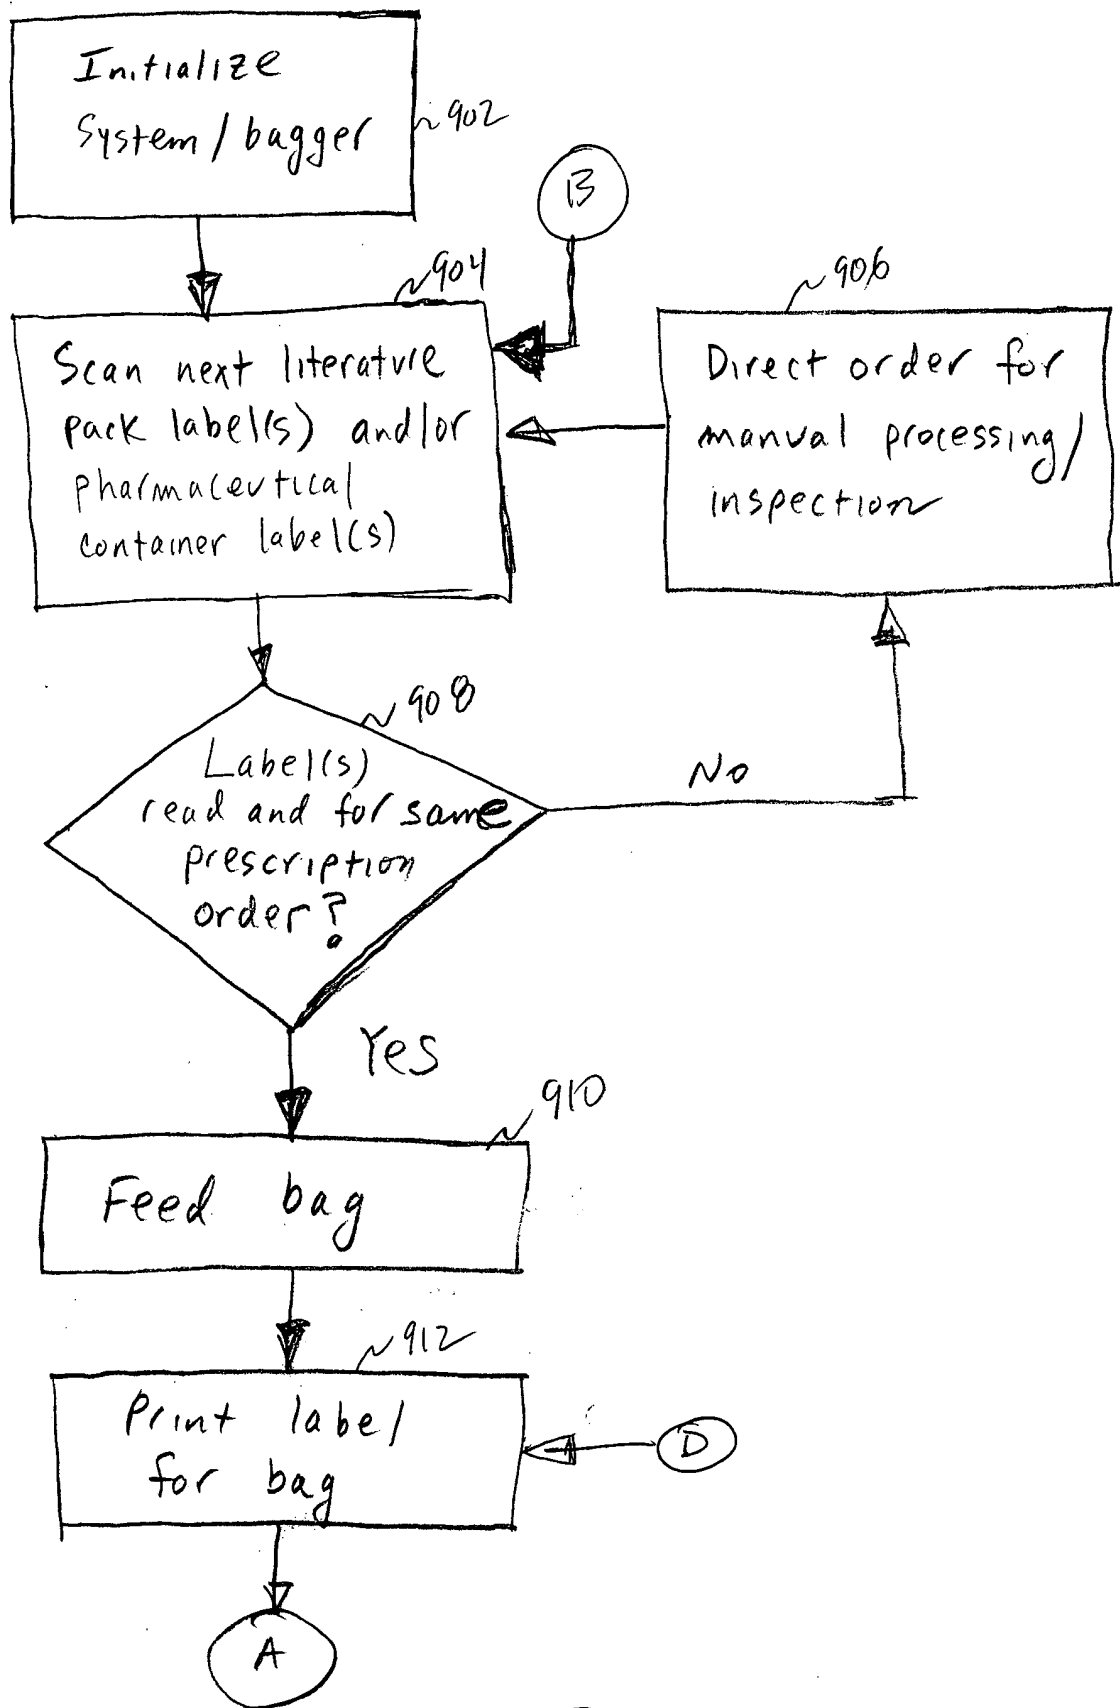 Initialize
System/bagger
902
B
904
906
Scan next literature
pack label(s) and/or
pharmaceutical
container label(s)
Direct order for
manual processing/
inspection
908
Label(s)
read and for same
prescription
order?
No
Yes
910
Feed bag
912
Print label
for bag
D
A